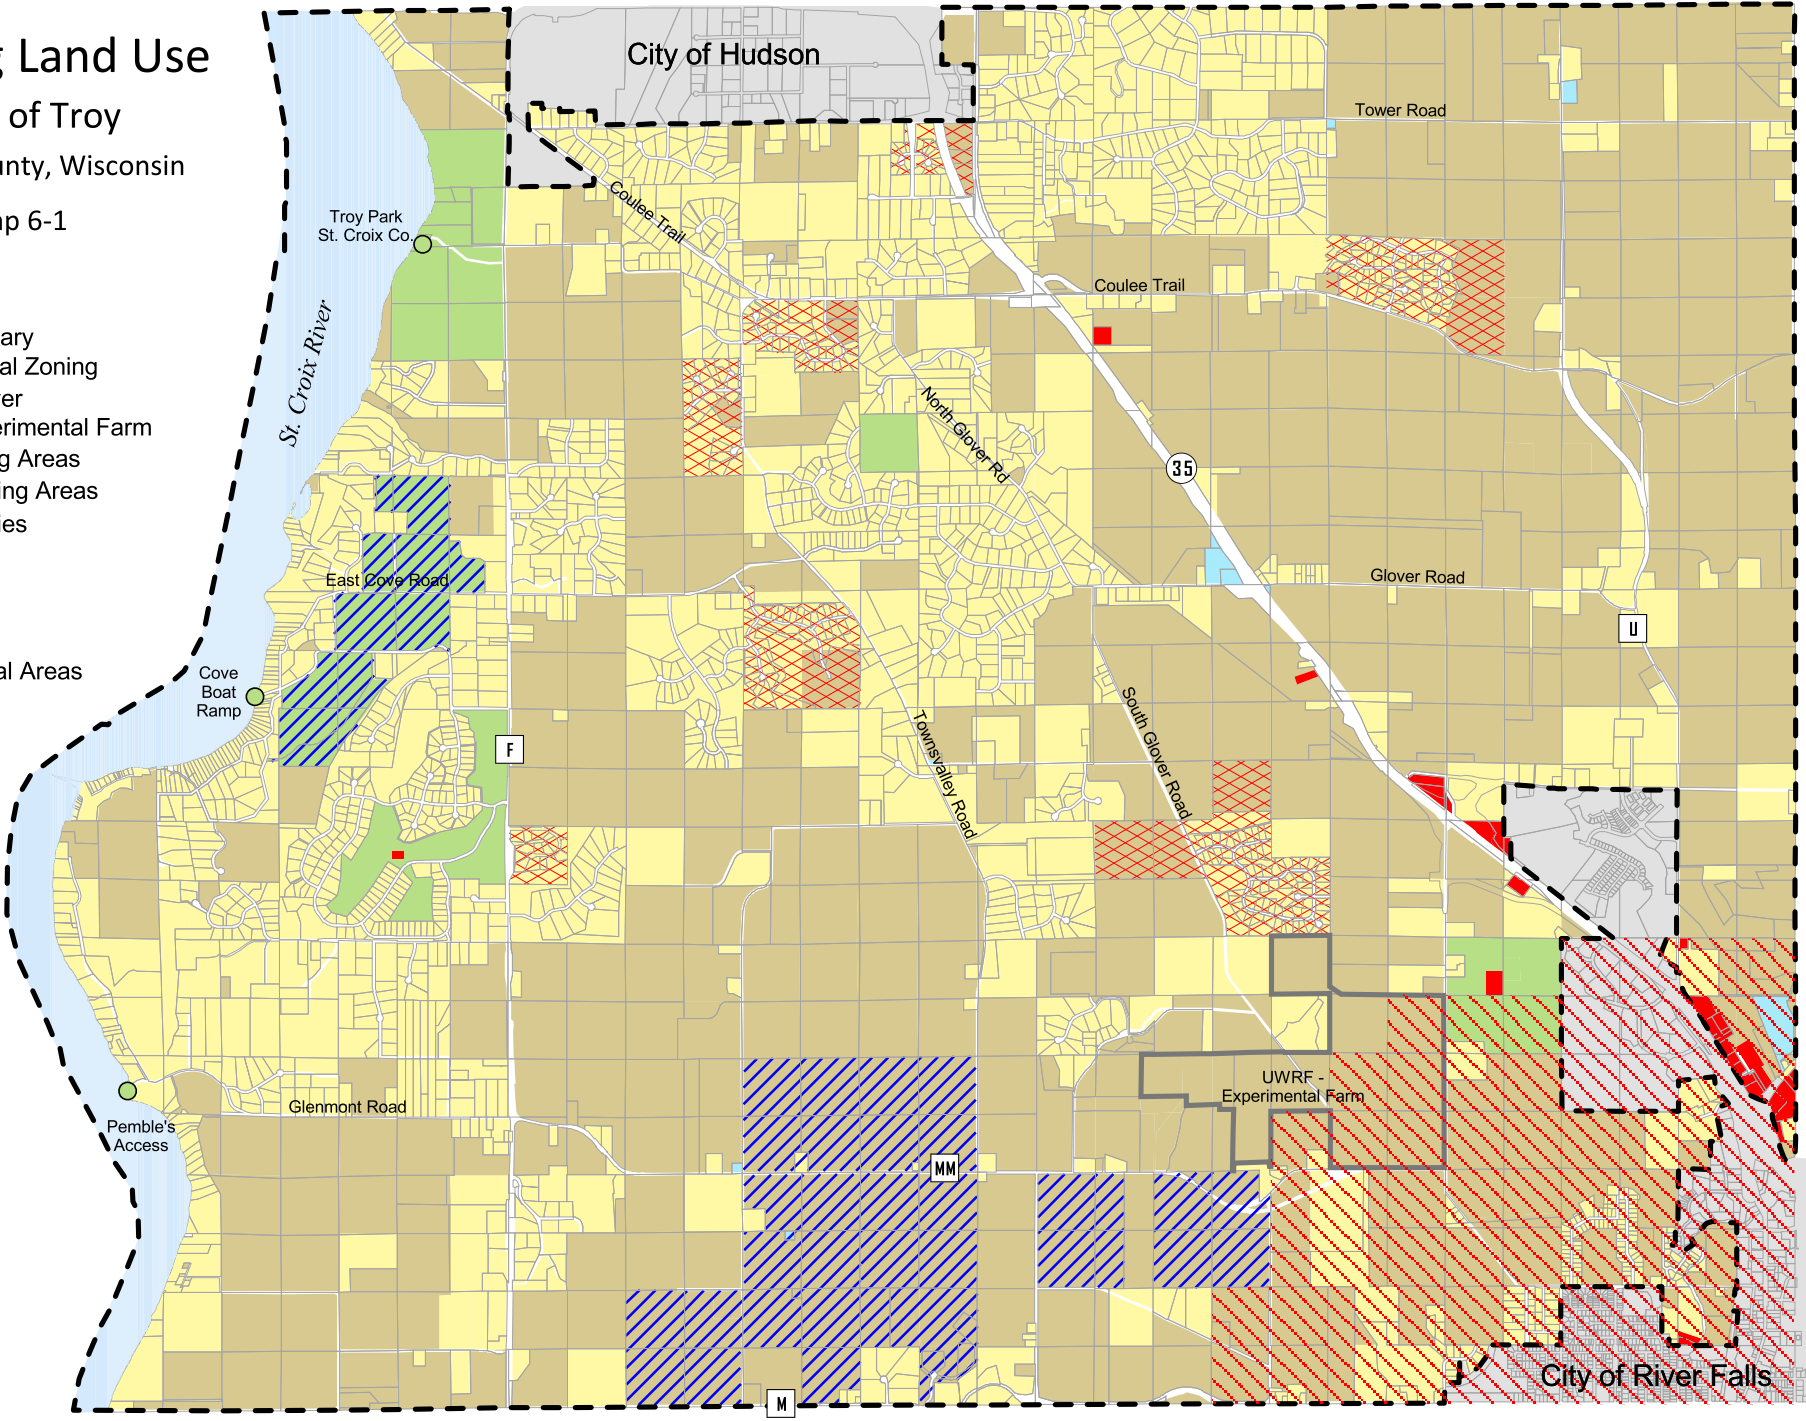 g Land Use
of Troy
unty, Wisconsin
ap 6-1
ary
al Zoning
ver
erimental Farm
g Areas
ing Areas
ies
al Areas
City of Hudson
Tower Road
Troy Park
St. Croix Co.
Coulee Trail
Coulee Trail
St. Croix River
North Glover Rd
35
East Cove Road
Glover Road
U
Cove
Boat
Ramp
F
Townsvalley Road
South Glover Road
UWRF -
Experimental Farm
Glenmont Road
Pemble's
Access
MM
City of River Falls
M